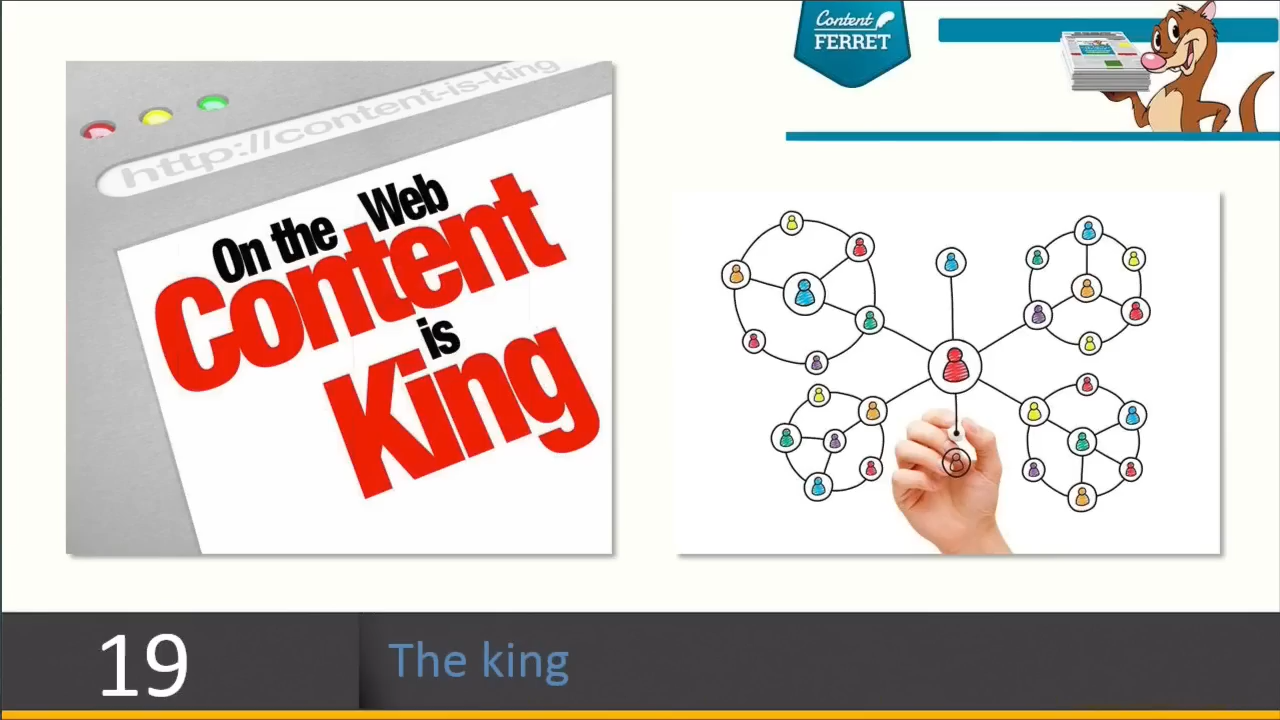 Content
FERRET
http://content-is-king
On the Web
Content
is
King
19
The king